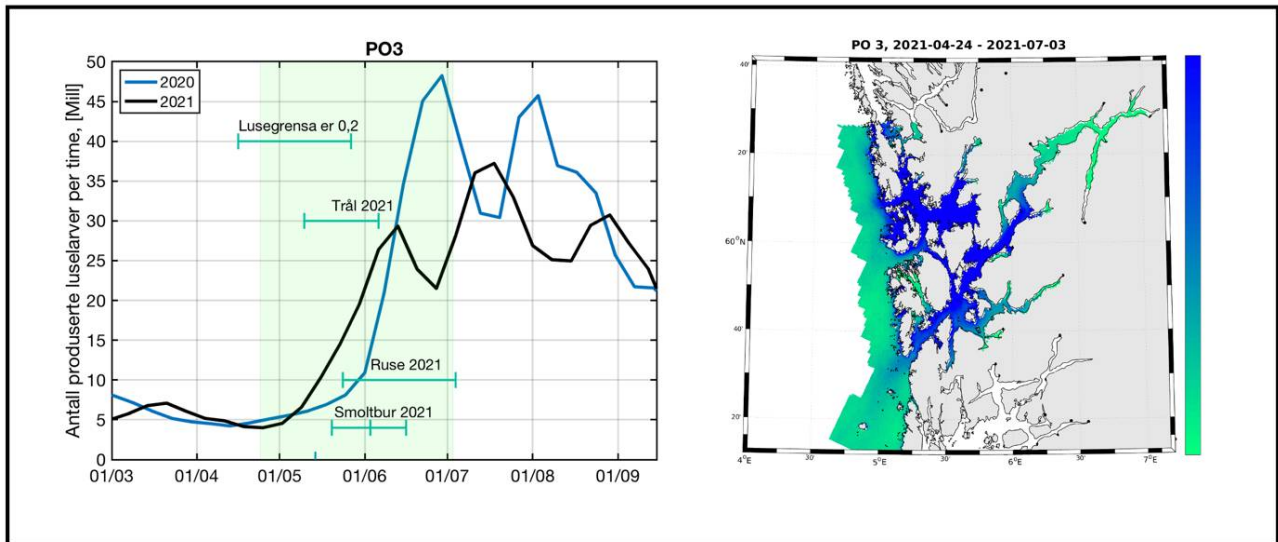 PO3
Antall produserte luselarver per time, [Mill]
50
45
40
35
30
25
20
15
10
5
0
2020
2021
Lusegrensa er 0,2
Trål 2021
Ruse 2021
Smoltbur 2021
01/03 01/04 01/05 01/06 01/07 01/08 01/09
PO 3, 2021-04-24 - 2021-07-03
40'
20'
60°N
40'
20'
4°E 30' 5°E 30' 6°E 30' 7°E